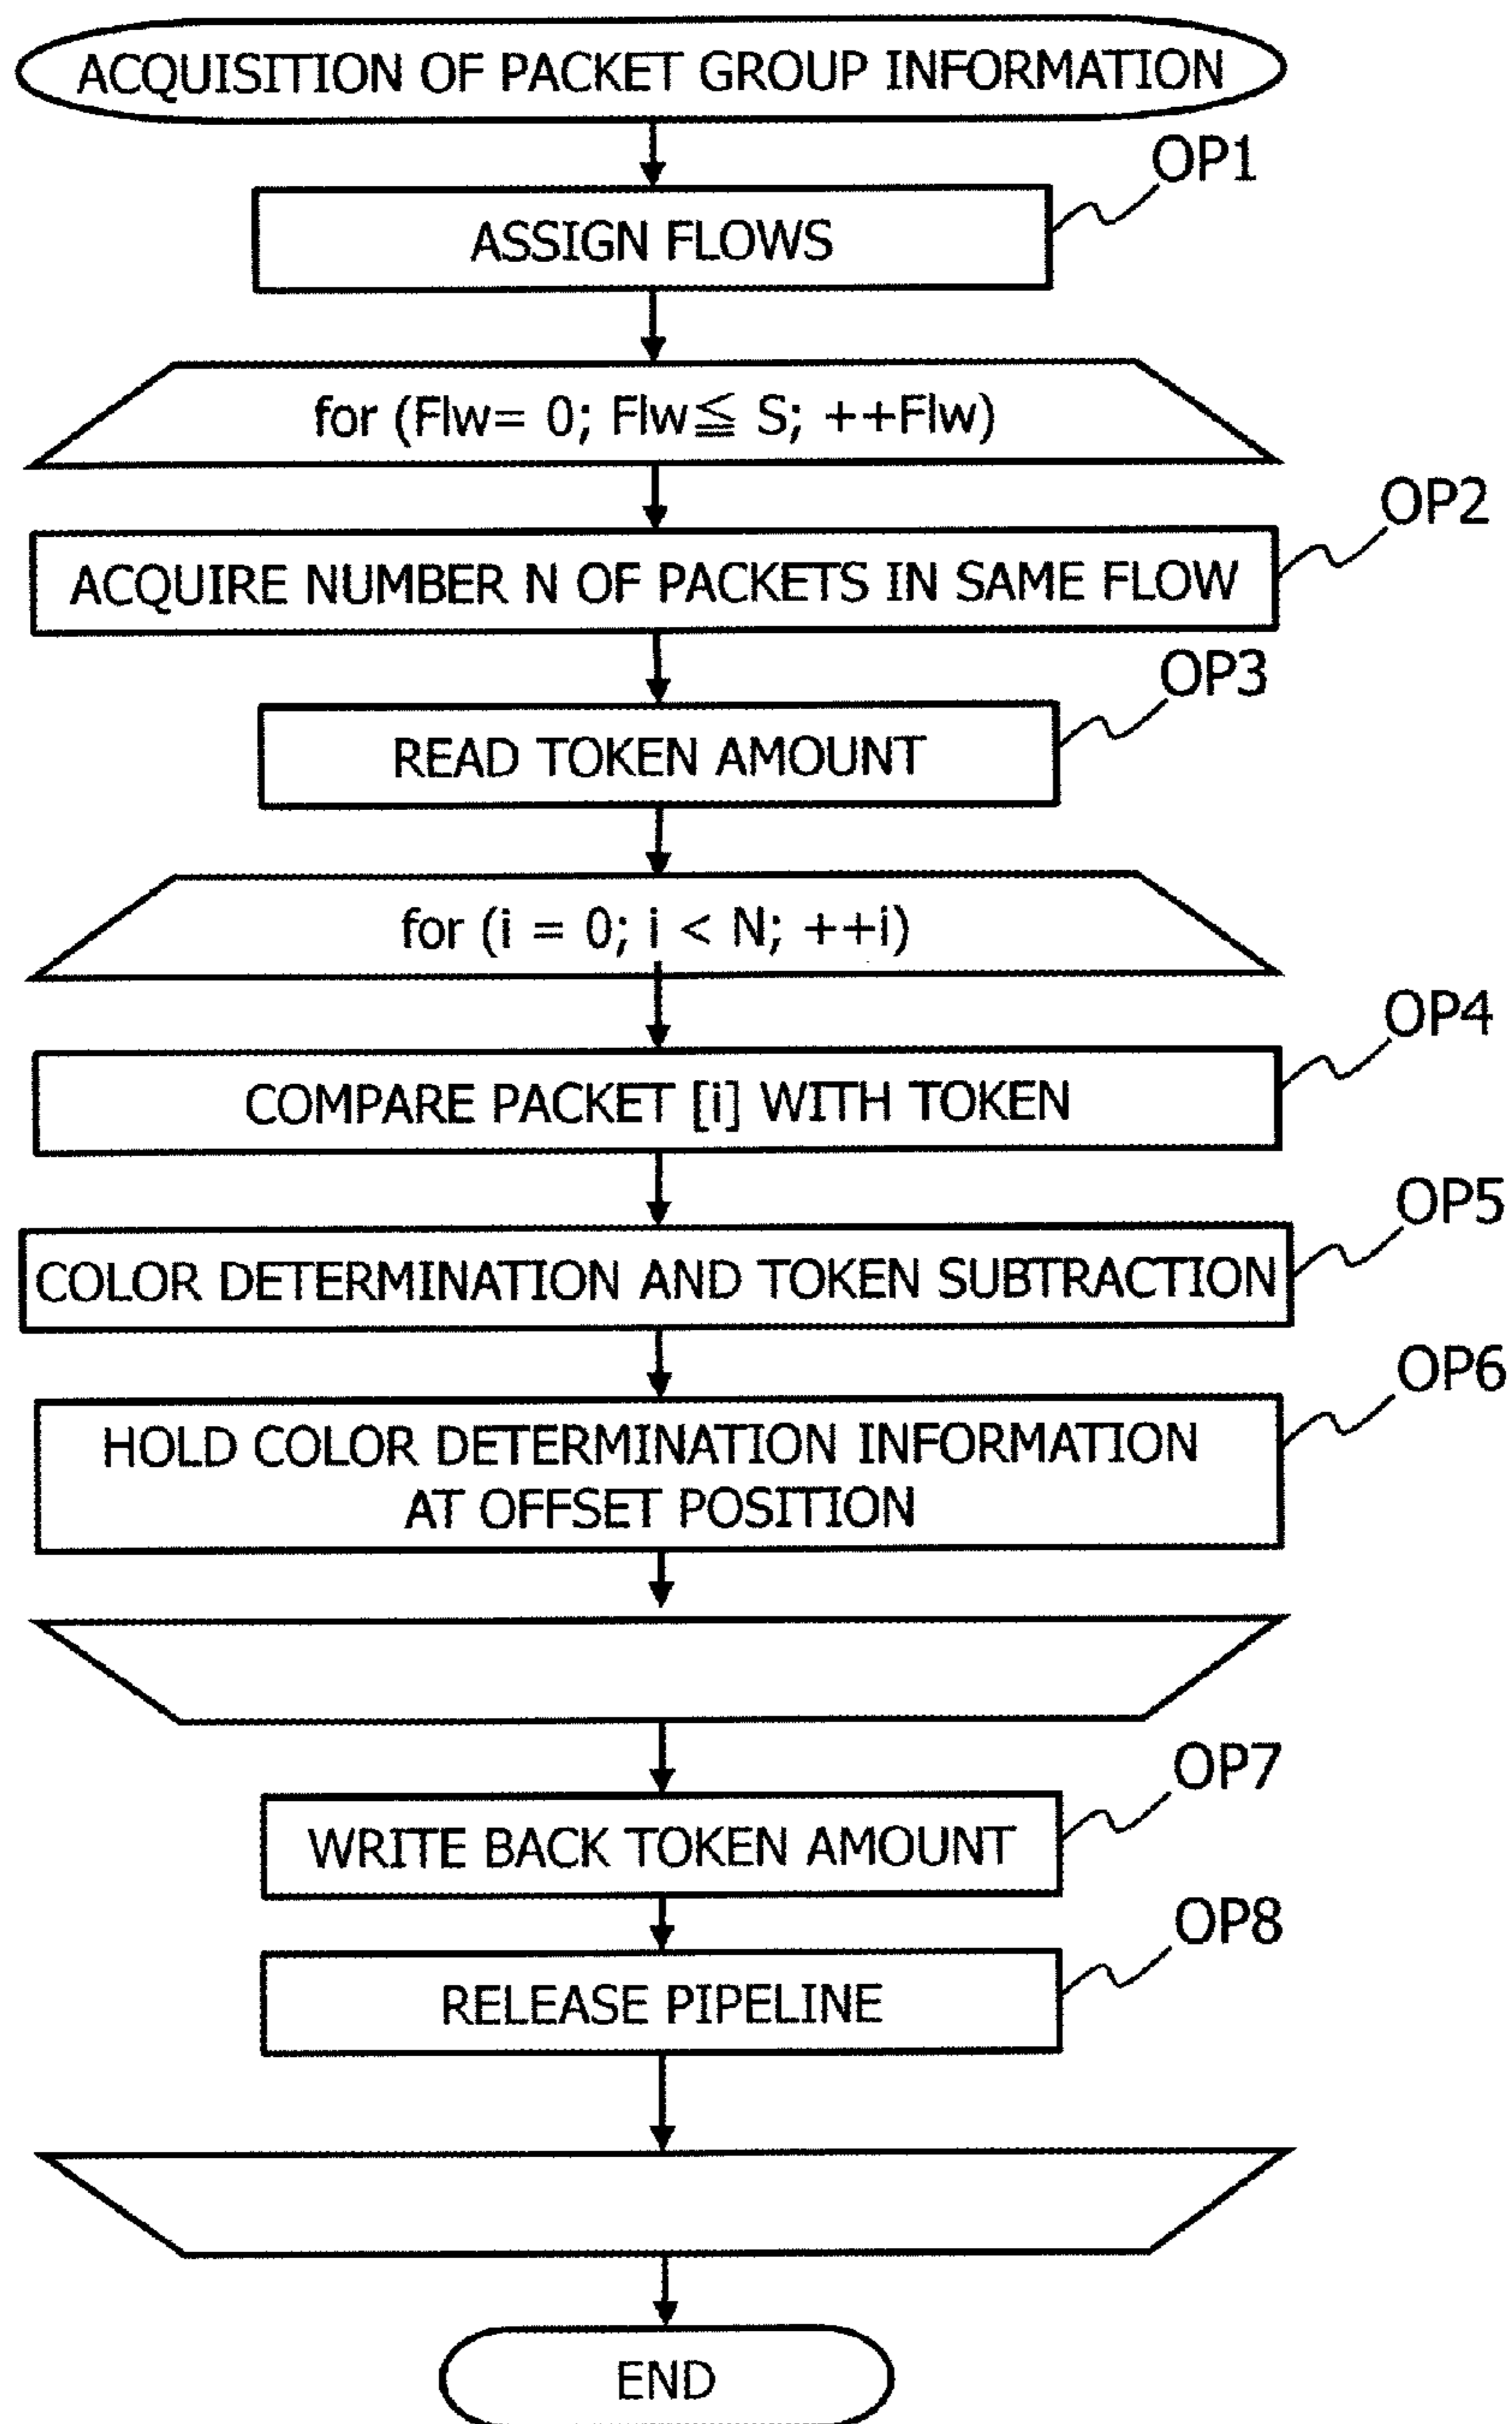 ACQUISITION OF PACKET GROUP INFORMATION
OP1
ASSIGN FLOWS
for (Flw= 0; Flw≦ S; ++Flw)
OP2
ACQUIRE NUMBER N OF PACKETS IN SAME FLOW
OP3
READ TOKEN AMOUNT
for (i = 0; i < N; ++i)
OP4
COMPARE PACKET [i] WITH TOKEN
OP5
COLOR DETERMINATION AND TOKEN SUBTRACTION
OP6
HOLD COLOR DETERMINATION INFORMATION
AT OFFSET POSITION
OP7
WRITE BACK TOKEN AMOUNT
OP8
RELEASE PIPELINE
END